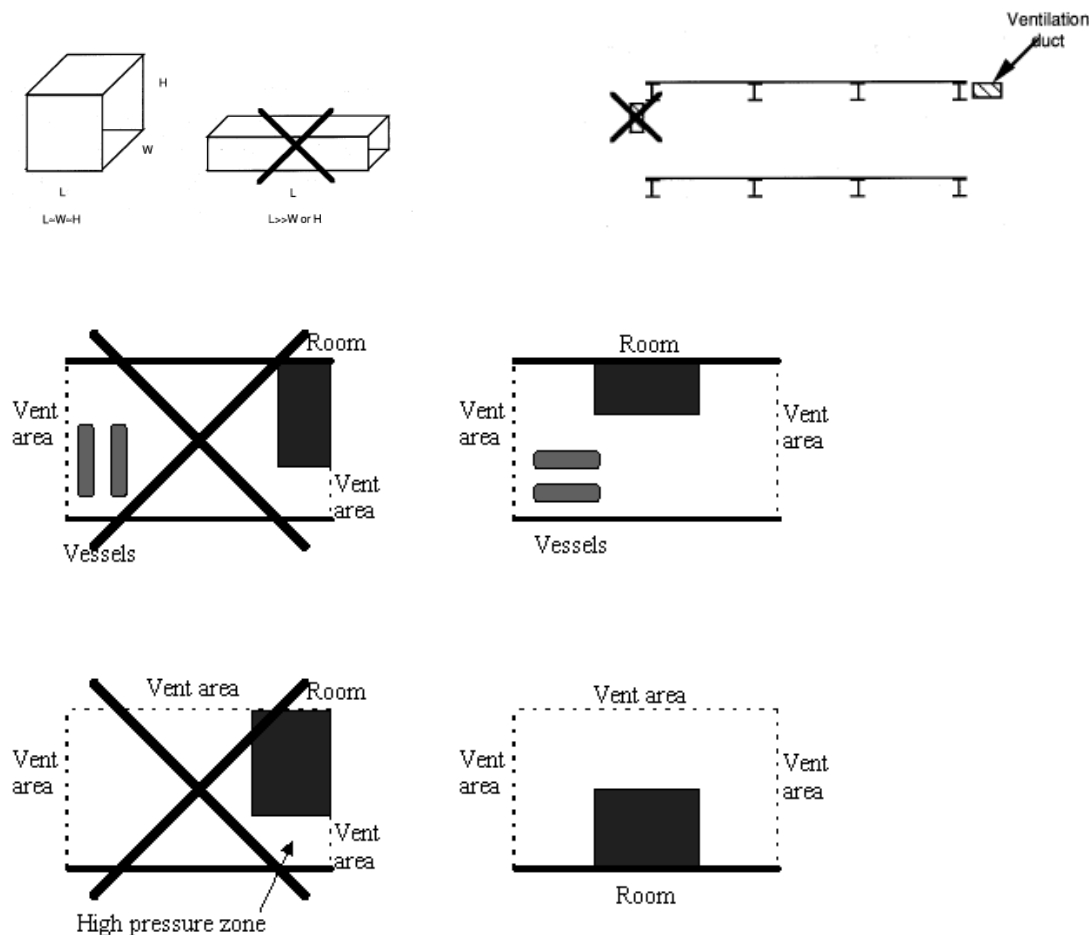 Ventilation
duct
H
W
L
L=W=H
L
L>>W or H
Room
Vent
area
Vent
area
Vessels
Room
Vent
area
Vent
area
Vessels
Vent area
Room
Vent
area
Vent
area
High pressure zone
Vent area
Vent
area
Vent
area
Room